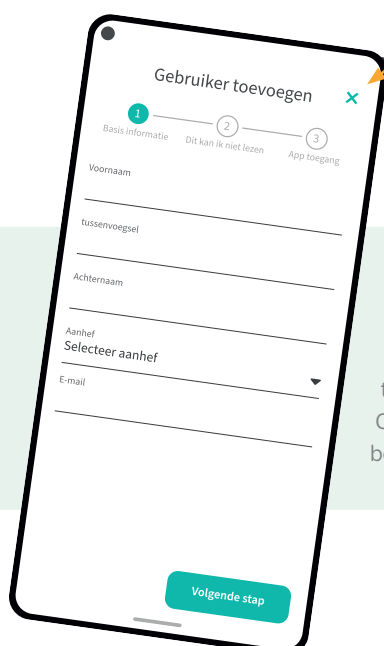 Gebruiker toevoegen
1
2
3
Basis informatie
Dit kan ik niet lezen
App toegang
Voornaam
tussenvoegsel
Achternaam
Aanhef
Selecteer aanhef
E-mail
Volgende stap